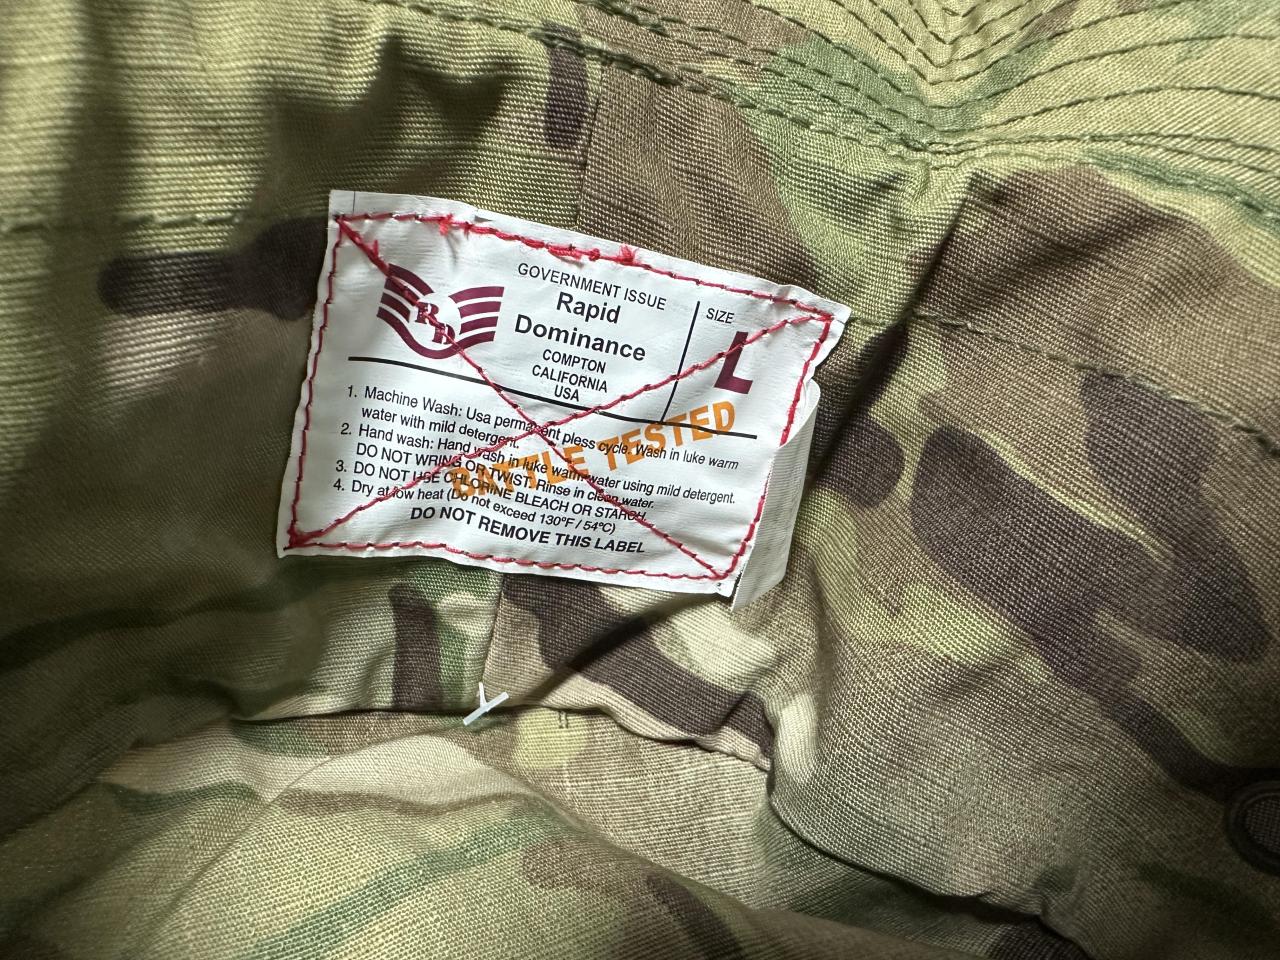 RD
GOVERNMENT ISSUE
Rapid
Dominance
COMPTON
CALIFORNIA
USA
SIZE
L
1. Machine Wash: Usa permanent pless cycle. Wash in luke warm
water with mild detergent.
2. Hand wash: Hand wash in luke warm water using mild detergent.
DO NOT WRING OR TWIST. Rinse in clean water.
3. DO NOT USE CHLORINE BLEACH OR STARCH.
4. Dry at low heat (Do not exceed 130°F / 54°C)
DO NOT REMOVE THIS LABEL
BATTLE TESTED